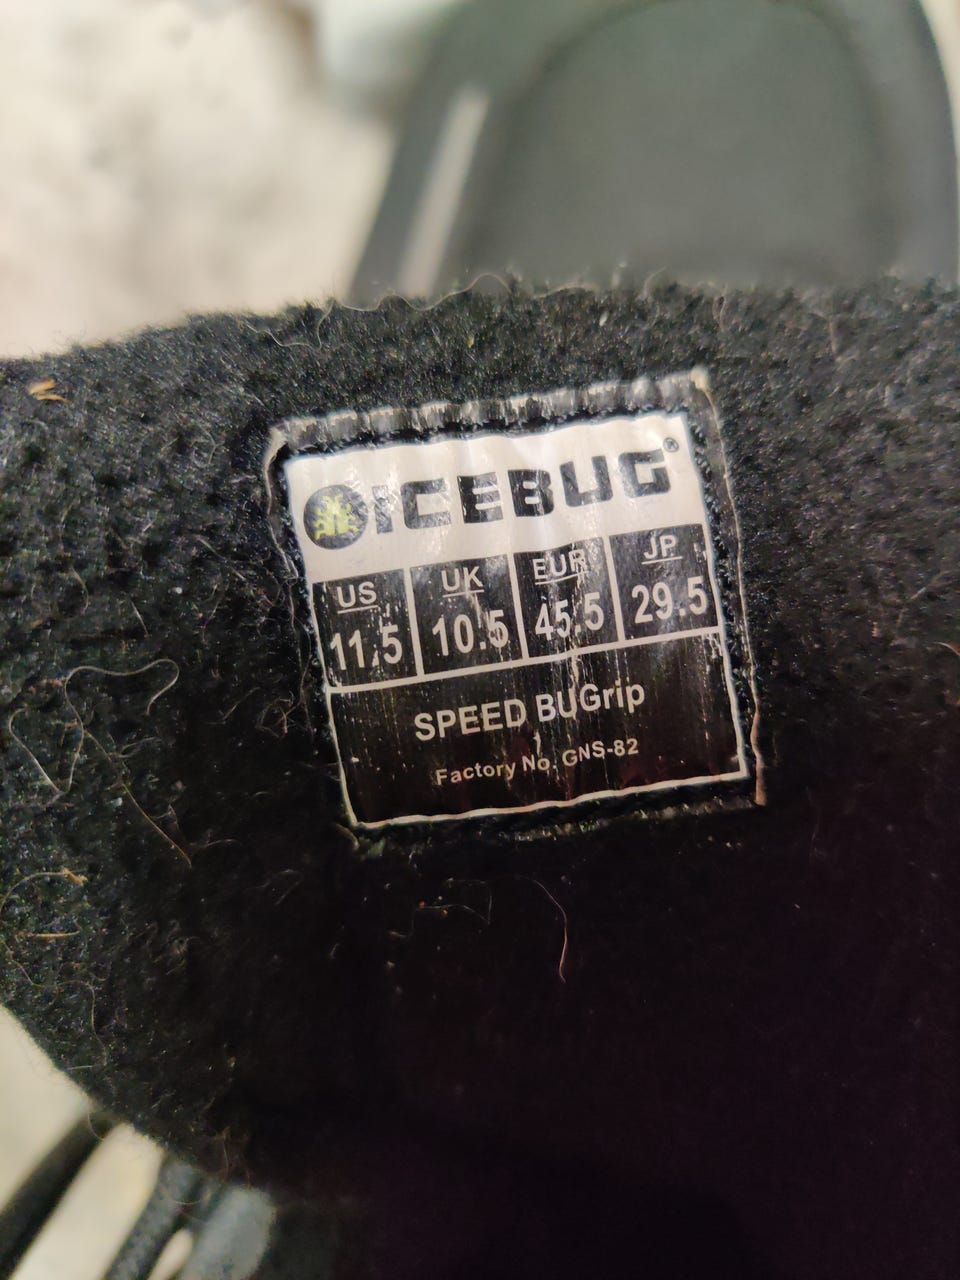 ICEBUG®
US UK EUR JP
11.5 10.5 45.5 29.5
SPEED BUGrip
Factory No. GNS-82